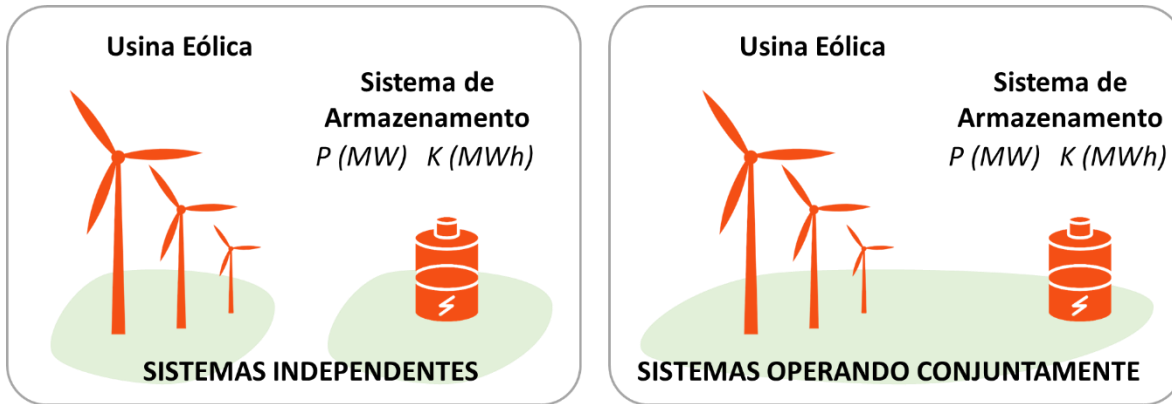 Usina Eólica
Sistema de
Armazenamento
P (MW) K (MWh)
SISTEMAS INDEPENDENTES
Usina Eólica
Sistema de
Armazenamento
P (MW) K (MWh)
SISTEMAS OPERANDO CONJUNTAMENTE